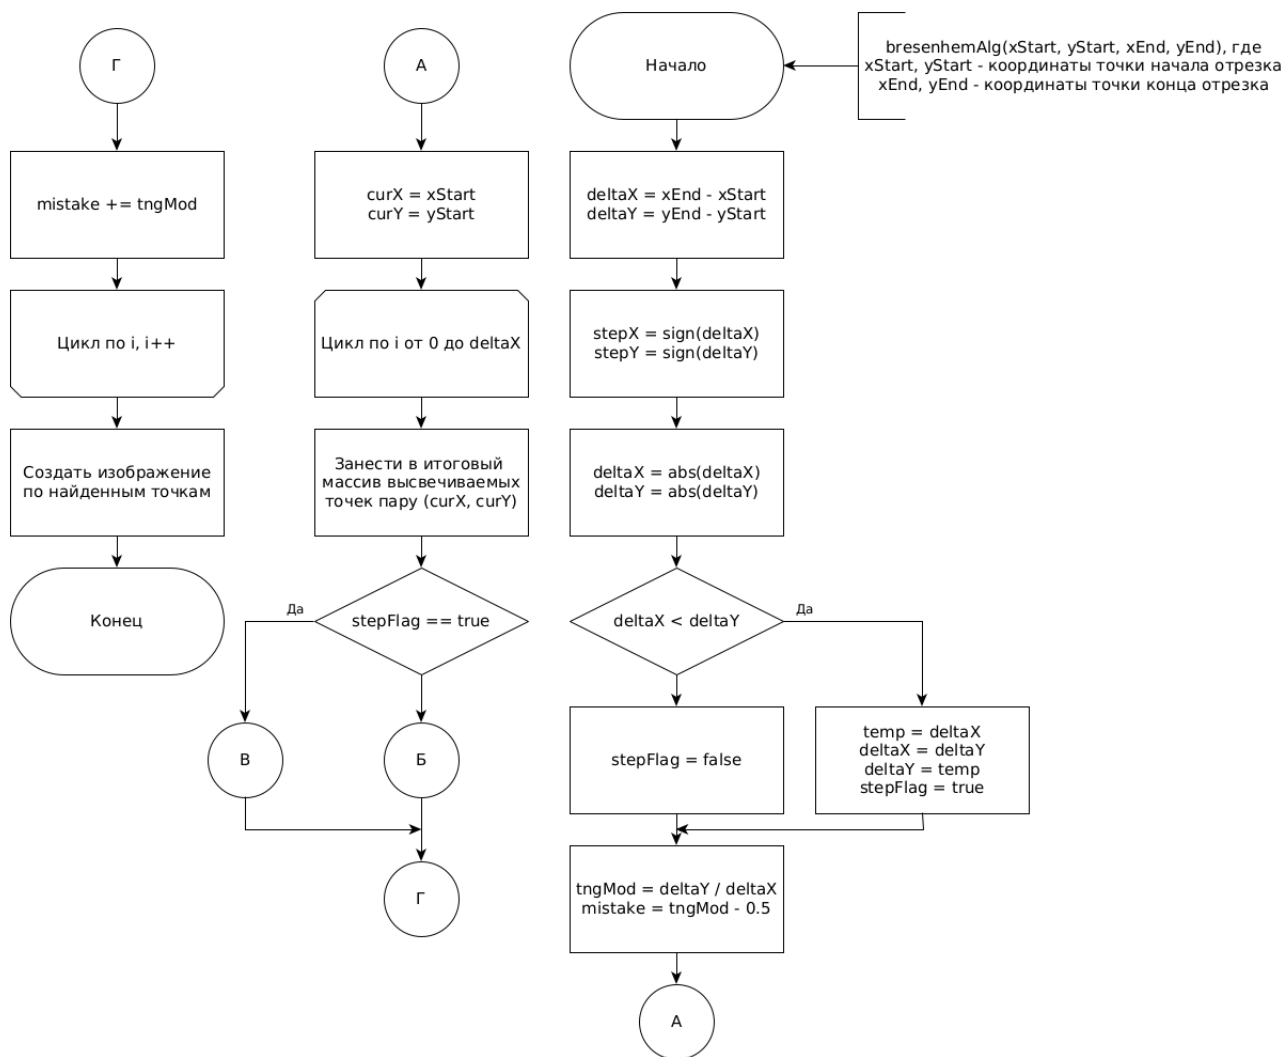 Г
mistake += tngMod
Цикл по i, i++
Создать изображение
по найденным точкам
Конец
А
curX = xStart
curY = yStart
Цикл по i от 0 до deltaX
Занести в итоговый
массив высвечиваемых
точек пару (curX, curY)
stepFlag == true
Да
В
Б
Г
Начало
bresenhemAlg(xStart, yStart, xEnd, yEnd), где
xStart, yStart - координаты точки начала отрезка
xEnd, yEnd - координаты точки конца отрезка
deltaX = xEnd - xStart
deltaY = yEnd - yStart
stepX = sign(deltaX)
stepY = sign(deltaY)
deltaX = abs(deltaX)
deltaY = abs(deltaY)
deltaX < deltaY
Да
stepFlag = false
temp = deltaX
deltaX = deltaY
deltaY = temp
stepFlag = true
tngMod = deltaY / deltaX
mistake = tngMod - 0.5
А